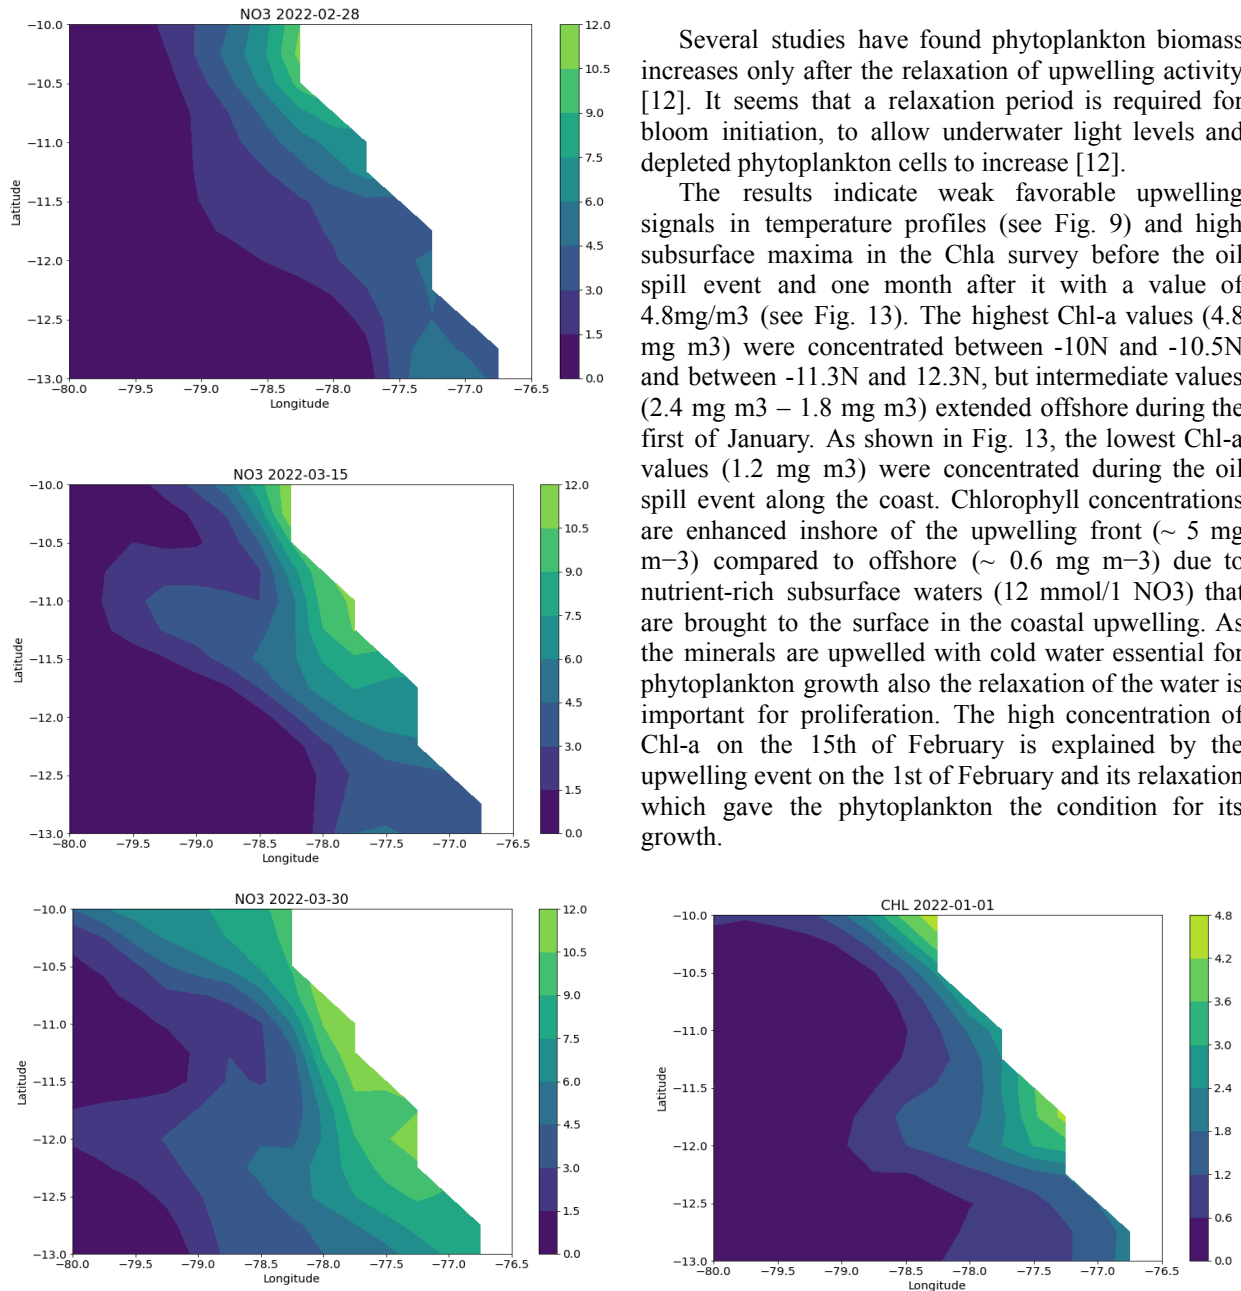 NO3 2022-02-28
−10.0
−10.5
−11.0
−11.5
−12.0
−12.5
−13.0
Latitude
−80.0 −79.5 −79.0 −78.5 −78.0 −77.5 −77.0 −76.5
Longitude
12.0
10.5
9.0
7.5
6.0
4.5
3.0
1.5
0.0
NO3 2022-03-15
−10.0
−10.5
−11.0
−11.5
−12.0
−12.5
−13.0
Latitude
−80.0 −79.5 −79.0 −78.5 −78.0 −77.5 −77.0 −76.5
Longitude
12.0
10.5
9.0
7.5
6.0
4.5
3.0
1.5
0.0
NO3 2022-03-30
−10.0
−10.5
−11.0
−11.5
−12.0
−12.5
−13.0
Latitude
−80.0 −79.5 −79.0 −78.5 −78.0 −77.5 −77.0 −76.5
Longitude
12.0
10.5
9.0
7.5
6.0
4.5
3.0
1.5
0.0
Several studies have found phytoplankton biomass
increases only after the relaxation of upwelling activity
[12]. It seems that a relaxation period is required for
bloom initiation, to allow underwater light levels and
depleted phytoplankton cells to increase [12].
The results indicate weak favorable upwelling
signals in temperature profiles (see Fig. 9) and high
subsurface maxima in the Chla survey before the oil
spill event and one month after it with a value of
4.8mg/m3 (see Fig. 13). The highest Chl-a values (4.8
mg m3) were concentrated between -10N and -10.5N
and between -11.3N and 12.3N, but intermediate values
(2.4 mg m3 – 1.8 mg m3) extended offshore during the
first of January. As shown in Fig. 13, the lowest Chl-a
values (1.2 mg m3) were concentrated during the oil
spill event along the coast. Chlorophyll concentrations
are enhanced inshore of the upwelling front (~ 5 mg
m−3) compared to offshore (~ 0.6 mg m−3) due to
nutrient-rich subsurface waters (12 mmol/1 NO3) that
are brought to the surface in the coastal upwelling. As
the minerals are upwelled with cold water essential for
phytoplankton growth also the relaxation of the water is
important for proliferation. The high concentration of
Chl-a on the 15th of February is explained by the
upwelling event on the 1st of February and its relaxation
which gave the phytoplankton the condition for its
growth.
CHL 2022-01-01
−10.0
−10.5
−11.0
−11.5
−12.0
−12.5
−13.0
Latitude
−80.0 −79.5 −79.0 −78.5 −78.0 −77.5 −77.0 −76.5
Longitude
4.8
4.2
3.6
3.0
2.4
1.8
1.2
0.6
0.0